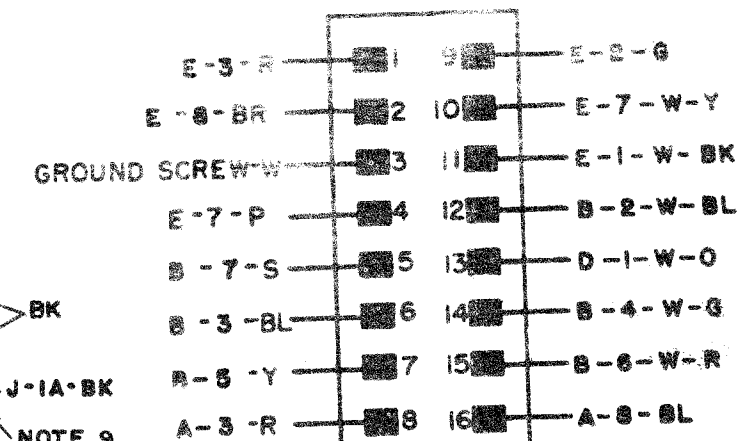 E-3-R 1 9 E-2-G
E-8-BR 2 10 E-7-W-Y
GROUND SCREW-W 3 11 E-1-W-BK
E-7-P 4 12 B-2-W-BL
B-7-S 5 13 D-1-W-O
BK B-3-BL 6 14 B-4-W-G
J-1A-BK B-5-Y 7 15 B-6-W-R
NOTE 9 A-3-R 8 16 A-8-BL